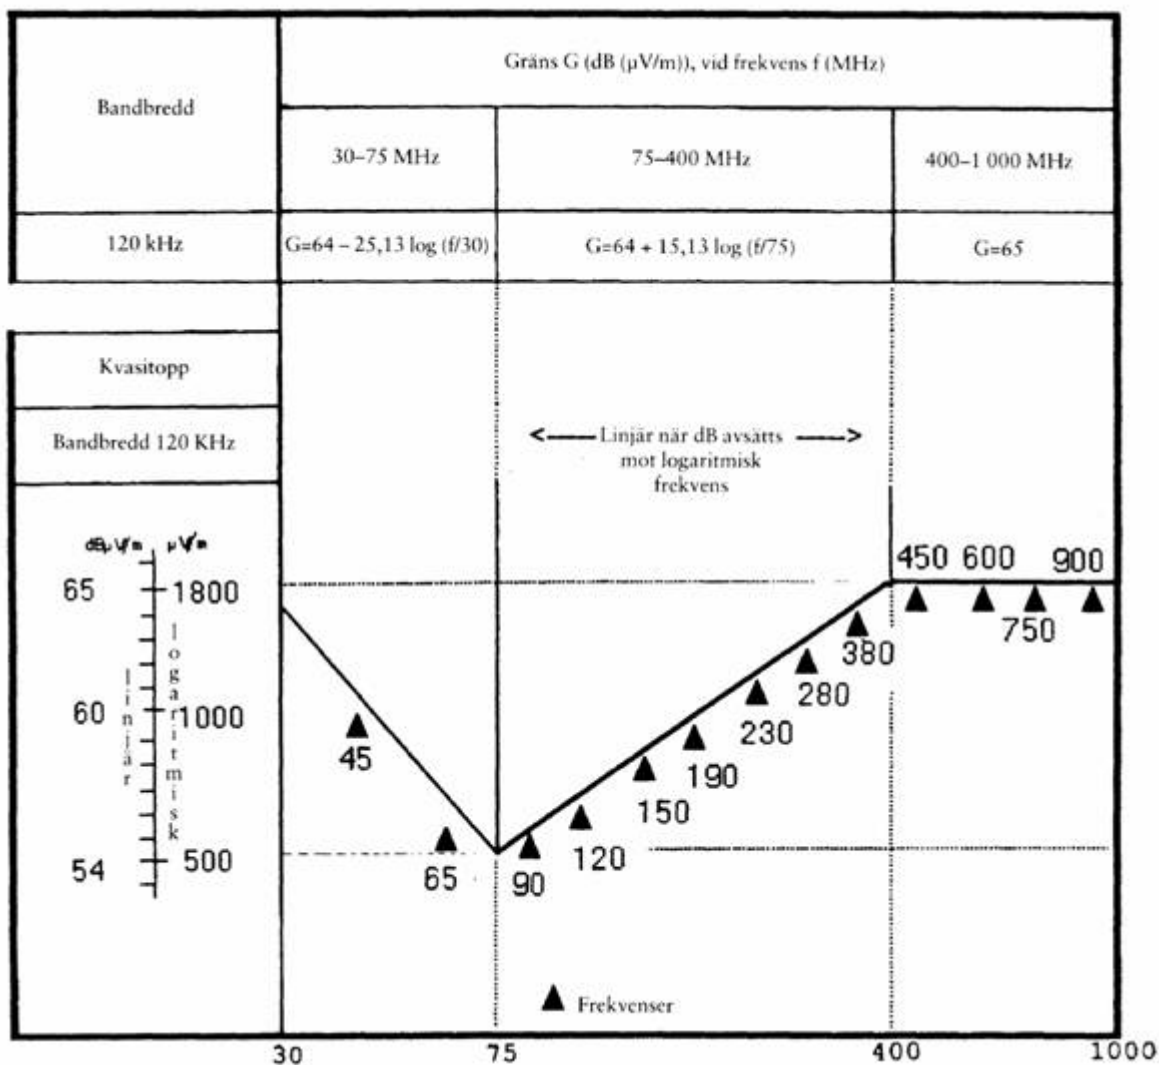 Bandbredd
Gräns G (dB (µV/m)), vid frekvens f (MHz)
30–75 MHz
75–400 MHz
400–1 000 MHz
120 kHz
G=64 – 25,13 log (f/30)
G=64 + 15,13 log (f/75)
G=65
Kvasitopp
Bandbredd 120 KHz
Linjär när dB avsätts
mot logaritmisk
frekvens
dBµV/m
µV/m
65
1800
60
1000
54
500
linjär
logaritmisk
45
65
90
120
150
190
230
280
380
450
600
750
900
Frekvenser
30
75
400
1000